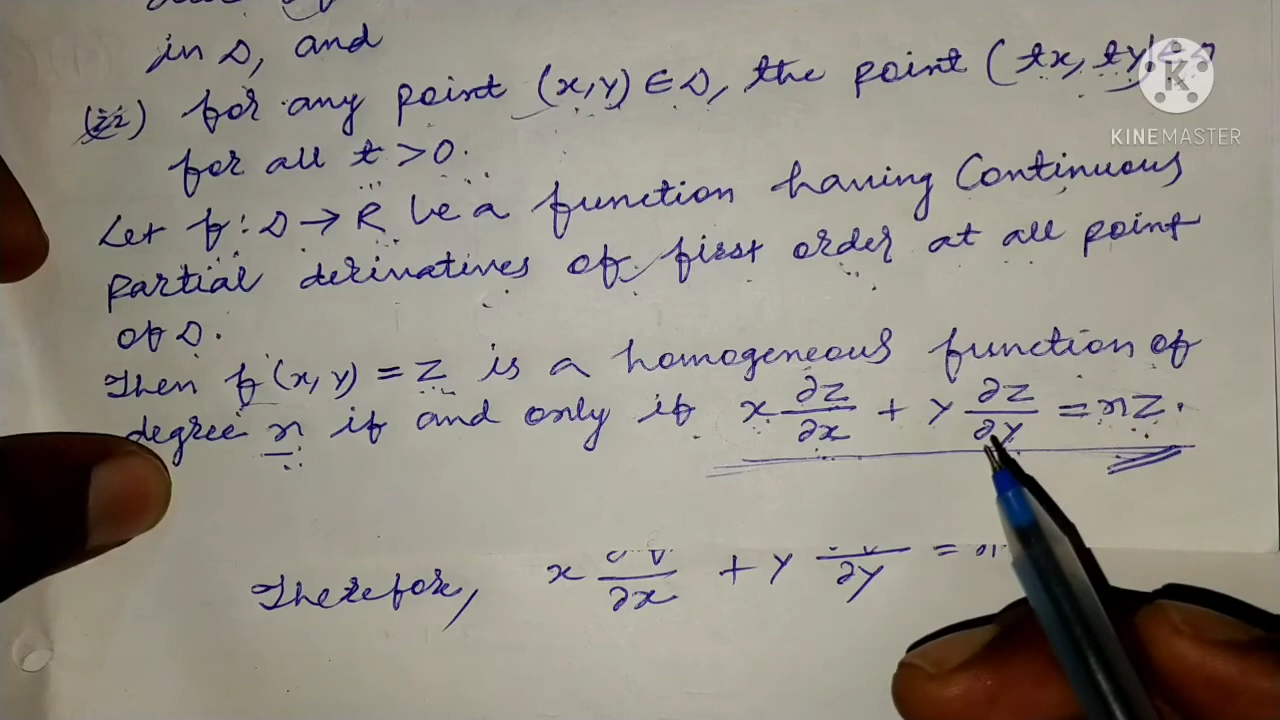 in D, and
(ii) for any point (x,y) ∈ D, the point (tx, ty) ∈ D
for all t > 0.
Let f : D → R be a function having Continuous
partial derivatives of first order at all point
of D.
Then f(x, y) = Z is a homogeneous function of
degree n if and only if x ∂Z/∂x + y ∂Z/∂y = nZ.
Therefor, x /∂x + y /∂y =
KINEMASTER